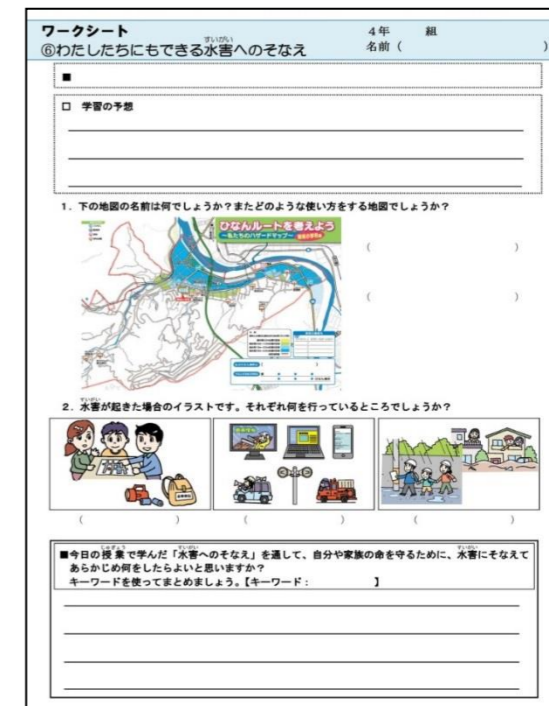 ワークシート
4年 組
すいがい
⑥わたしたちにもできる水害へのそなえ
名前( )
■
□ 学習の予想
1．下の地図の名前は何でしょうか？またどのような使い方をする地図でしょうか？
ひなんルートを考えよう
～私たちのハザードマップ～
( )
( )
すいがい
2．水害が起きた場合のイラストです。それぞれ何を行っているところでしょうか？
( ) ( ) ( )
じゅぎょう すいがい すいがい
■今日の授業で学んだ「水害へのそなえ」を通して、自分や家族の命を守るために、水害にそなえて
あらかじめ何をしたらよいと思いますか？
キーワードを使ってまとめましょう。【キーワード： 】